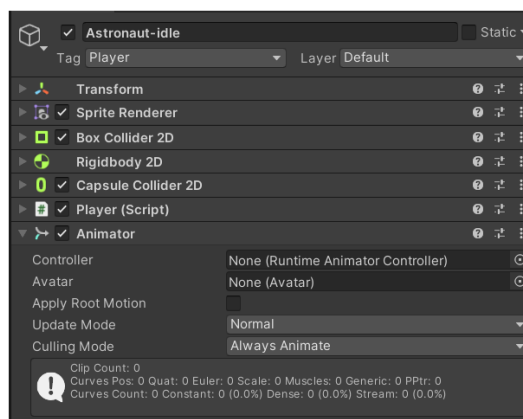 Astronaut-idle Static
Tag Player Layer Default
Transform
Sprite Renderer
Box Collider 2D
Rigidbody 2D
Capsule Collider 2D
# Player (Script)
Animator
Controller None (Runtime Animator Controller)
Avatar None (Avatar)
Apply Root Motion
Update Mode Normal
Culling Mode Always Animate
Clip Count: 0
Curves Pos: 0 Quat: 0 Euler: 0 Scale: 0 Muscles: 0 Generic: 0 PPtr: 0
Curves Count: 0 Constant: 0 (0.0%) Dense: 0 (0.0%) Stream: 0 (0.0%)